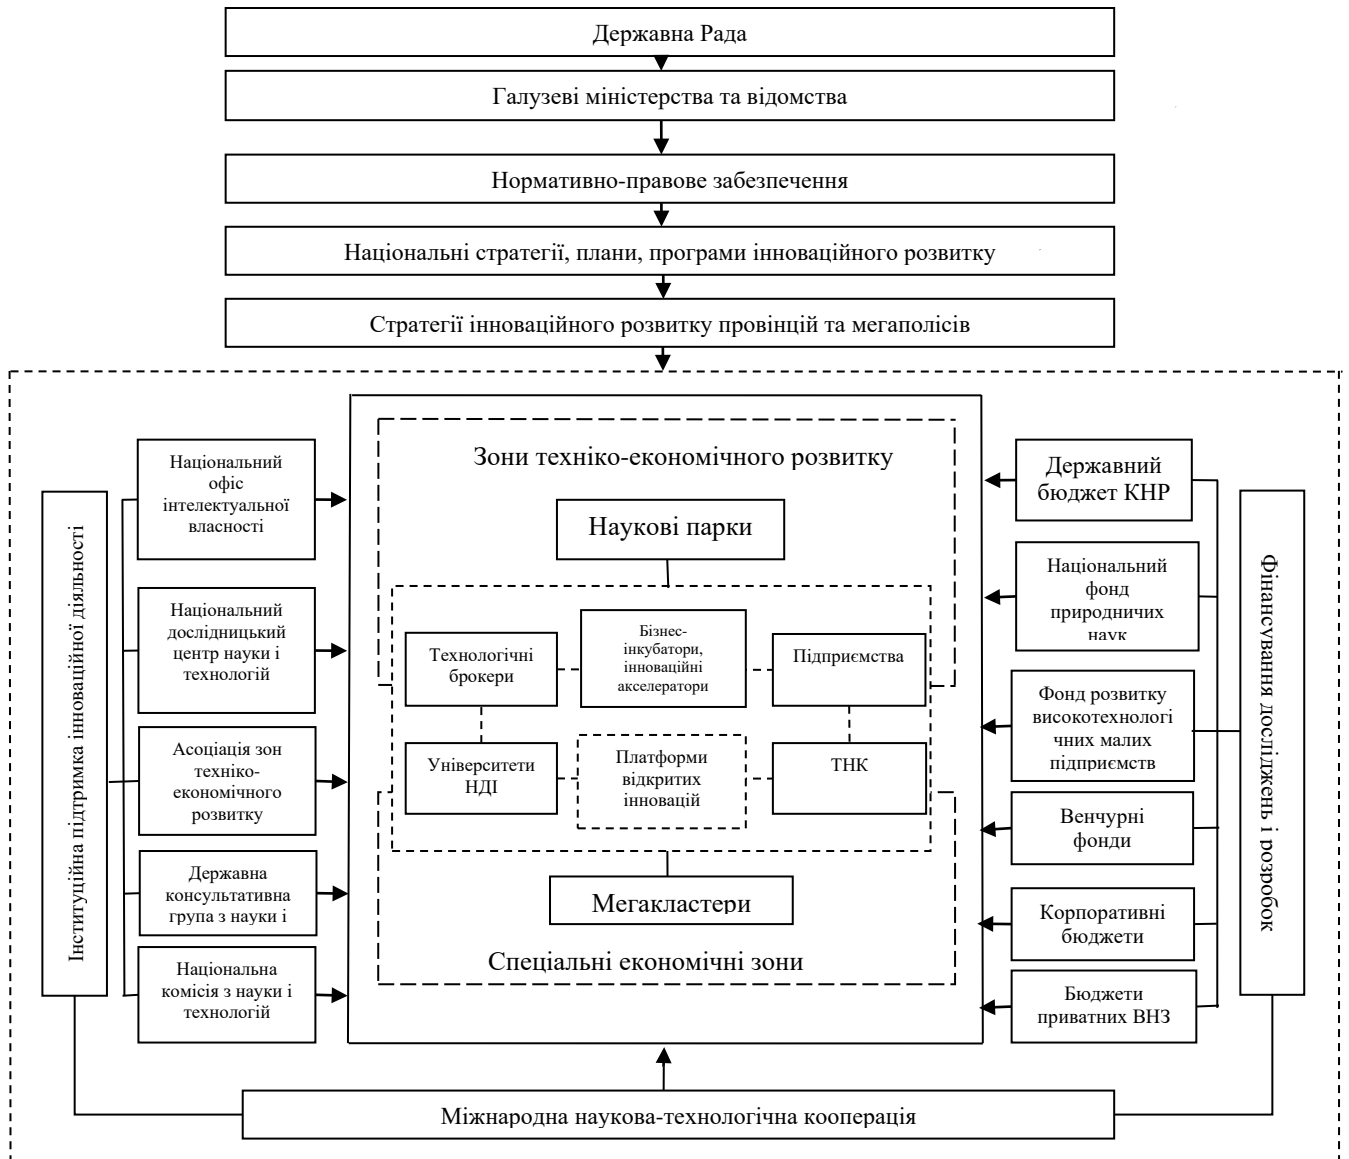 Державна Рада
Галузеві міністерства та відомства
Нормативно-правове забезпечення
Національні стратегії, плани, програми інноваційного розвитку
Стратегії інноваційного розвитку провінцій та мегаполісів
Інституційна підтримка інноваційної діяльності
Національний
офіс
інтелектуальної
власності
Національний
дослідницький
центр науки і
технологій
Асоціація зон
техніко-
економічного
розвитку
Державна
консультативна
група з науки і
Національна
комісія з науки і
технологій
Зони техніко-економічного розвитку
Наукові парки
Технологічні
брокери
Бізнес-
інкубатори,
інноваційні
акселератори
Підприємства
Університети
НДІ
Платформи
відкритих
інновацій
ТНК
Мегакластери
Спеціальні економічні зони
Державний
бюджет КНР
Національний
фонд
природничих
наук
Фонд розвитку
високотехнологі
чних малих
підприємств
Венчурні
фонди
Корпоративні
бюджети
Бюджети
приватних ВНЗ
Фінансування досліджень і розробок
Міжнародна наукова-технологічна кооперація